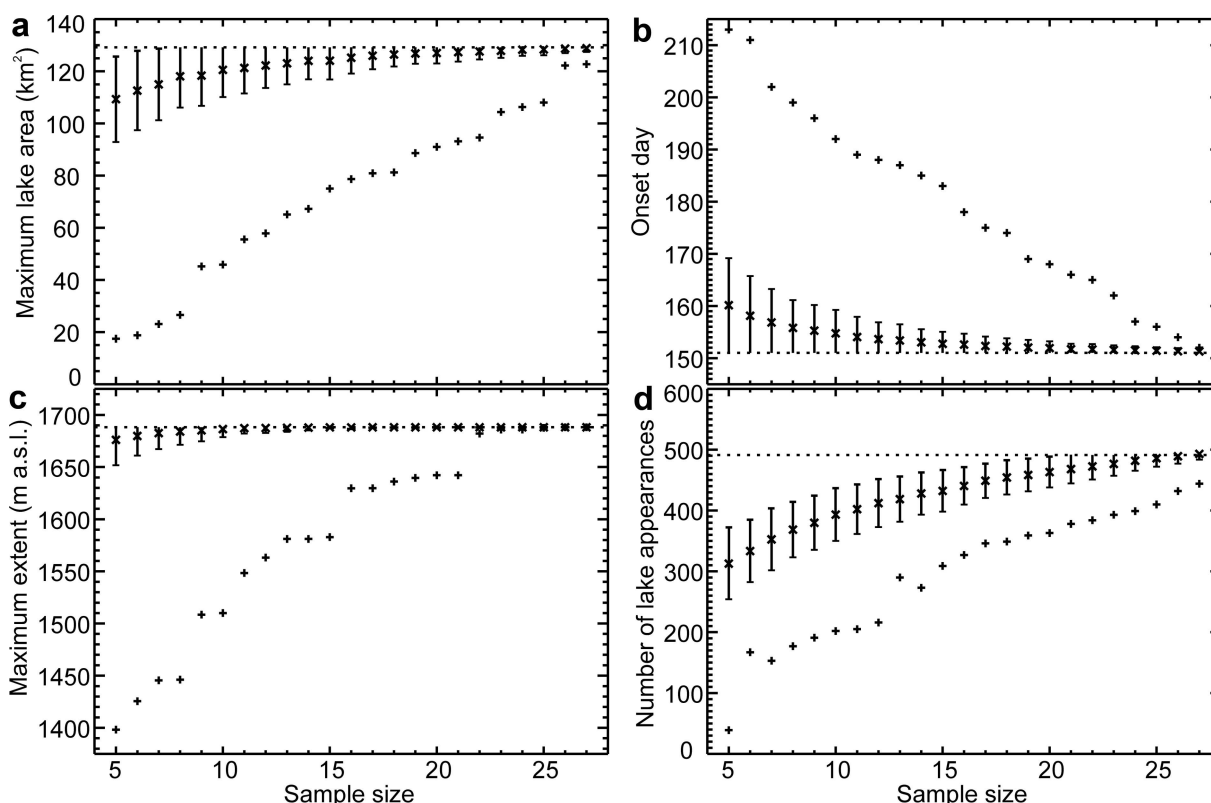 a
Maximum lake area (km²)
140
120
100
80
60
40
20
0
b
Onset day
210
200
190
180
170
160
150
c
Maximum extent (m a.s.l.)
1700
1650
1600
1550
1500
1450
1400
5 10 15 20 25
Sample size
d
Number of lake appearances
600
500
400
300
200
100
0
5 10 15 20 25
Sample size